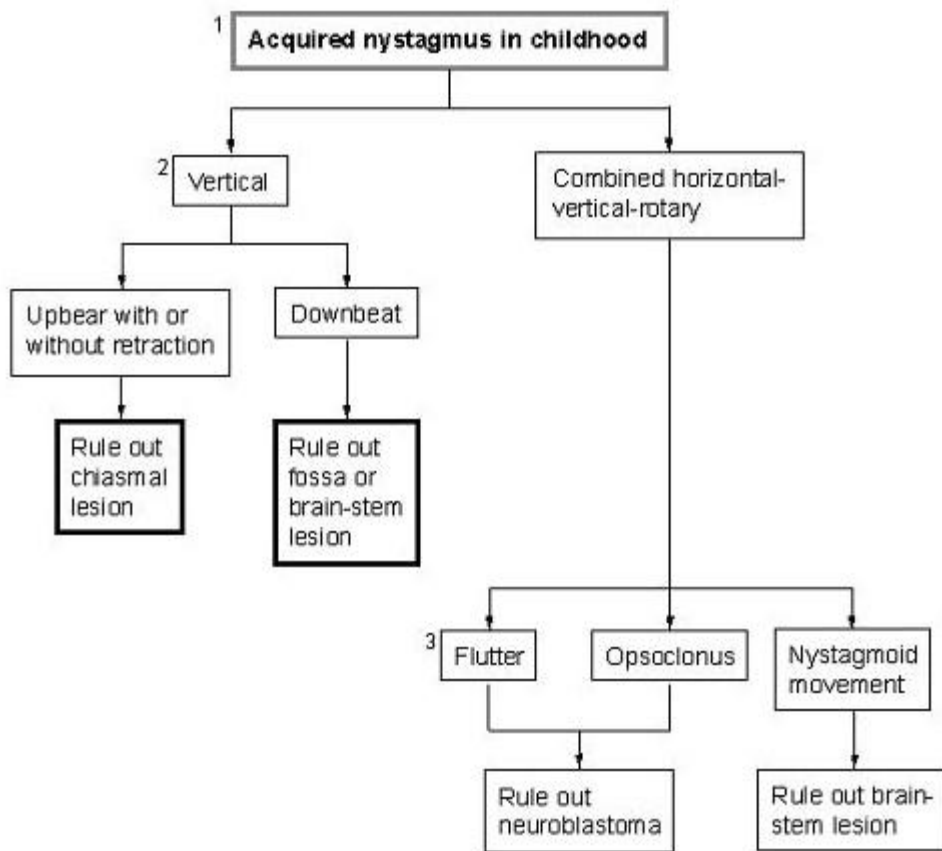 1
Acquired nystagmus in childhood
2
Vertical
Combined horizontal-
vertical-rotary
Upbear with or
without retraction
Downbeat
Rule out
chiasmal
lesion
Rule out
fossa or
brain-stem
lesion
3
Flutter
Opsoclonus
Nystagmoid
movement
Rule out
neuroblastoma
Rule out brain-
stem lesion